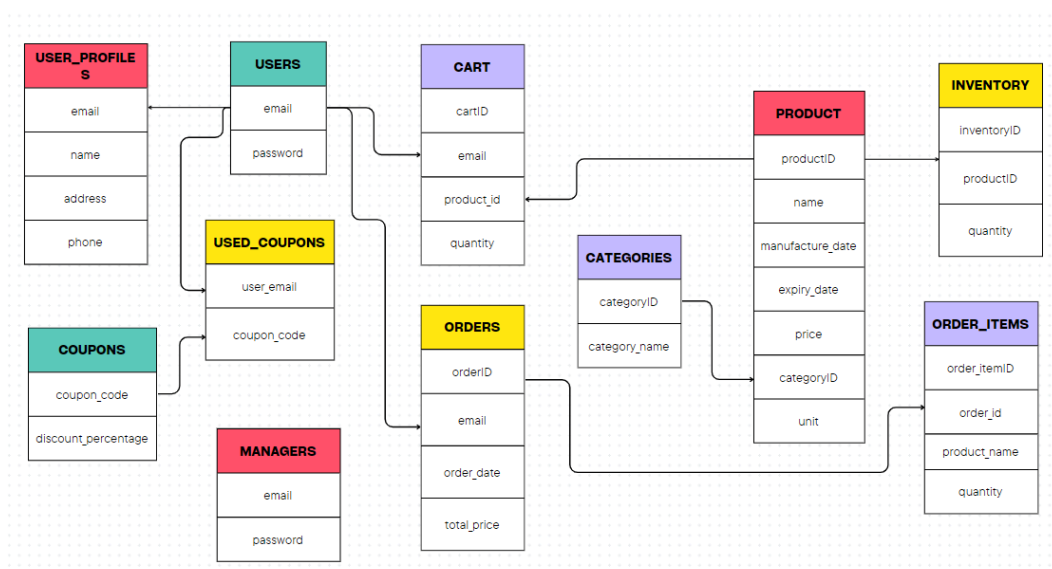 USER_PROFILE
S
email
name
address
phone
USERS
email
password
CART
cartID
email
product_id
quantity
PRODUCT
productID
name
manufacture_date
expiry_date
price
categoryID
unit
INVENTORY
inventoryID
productID
quantity
USED_COUPONS
user_email
coupon_code
CATEGORIES
categoryID
category_name
COUPONS
coupon_code
discount_percentage
ORDERS
orderID
email
order_date
total_price
ORDER_ITEMS
order_itemID
order_id
product_name
quantity
MANAGERS
email
password